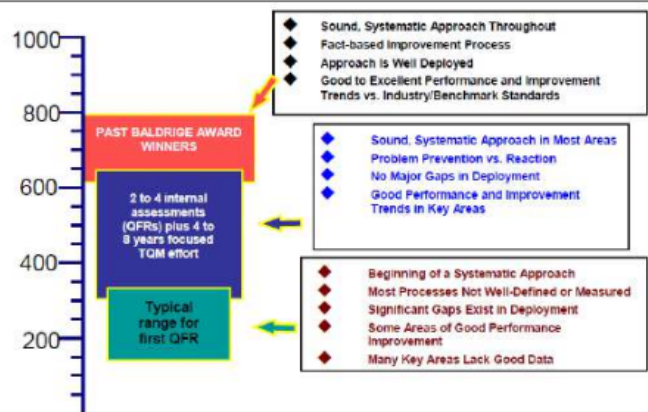 1000
800
600
400
200
PAST BALDRIGE AWARD
WINNERS
2 to 4 internal
assessments
(QFRs) plus 4 to
8 years focused
TQM effort
Typical
range for
first QFR
Sound, Systematic Approach Throughout
Fact-based Improvement Process
Approach Is Well Deployed
Good to Excellent Performance and Improvement
Trends vs. Industry/Benchmark Standards
Sound, Systematic Approach in Most Areas
Problem Prevention vs. Reaction
No Major Gaps in Deployment
Good Performance and Improvement
Trends in Key Areas
Beginning of a Systematic Approach
Most Processes Not Well-Defined or Measured
Significant Gaps Exist in Deployment
Some Areas of Good Performance
Improvement
Many Key Areas Lack Good Data